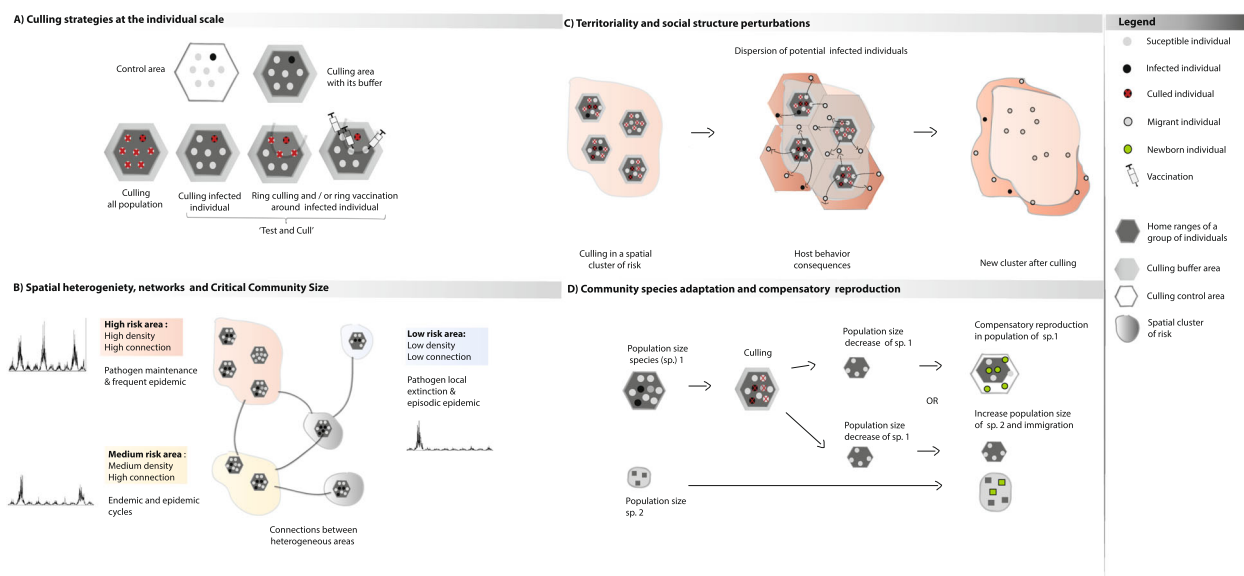 A) Culling strategies at the individual scale
Control area
Culling area
with its buffer
Culling
all population
Culling infected
individual
Ring culling and / or ring vaccination
around infected individual
‘Test and Cull’
B) Spatial heterogeniety, networks and Critical Community Size
High risk area :
High density
High connection
Pathogen maintenance
& frequent epidemic
Low risk area:
Low density
Low connection
Pathogen local
extinction &
episodic epidemic
Medium risk area :
Medium density
High connection
Endemic and epidemic
cycles
Connections between
heterogeneous areas
C) Territoriality and social structure perturbations
Dispersion of potential infected individuals
Culling in a spatial
cluster of risk
Host behavior
consequences
New cluster after culling
D) Community species adaptation and compensatory reproduction
Population size
species (sp.) 1
Culling
Population size
decrease of sp. 1
Compensatory reproduction
in population of sp.1
OR
Population size
decrease of sp. 1
Increase population size
of sp. 2 and immigration
Population size
sp. 2
Legend
Suceptible individual
Infected individual
Culled individual
Migrant individual
Newborn individual
Vaccination
Home ranges of a
group of individuals
Culling buffer area
Culling control area
Spatial cluster
of risk